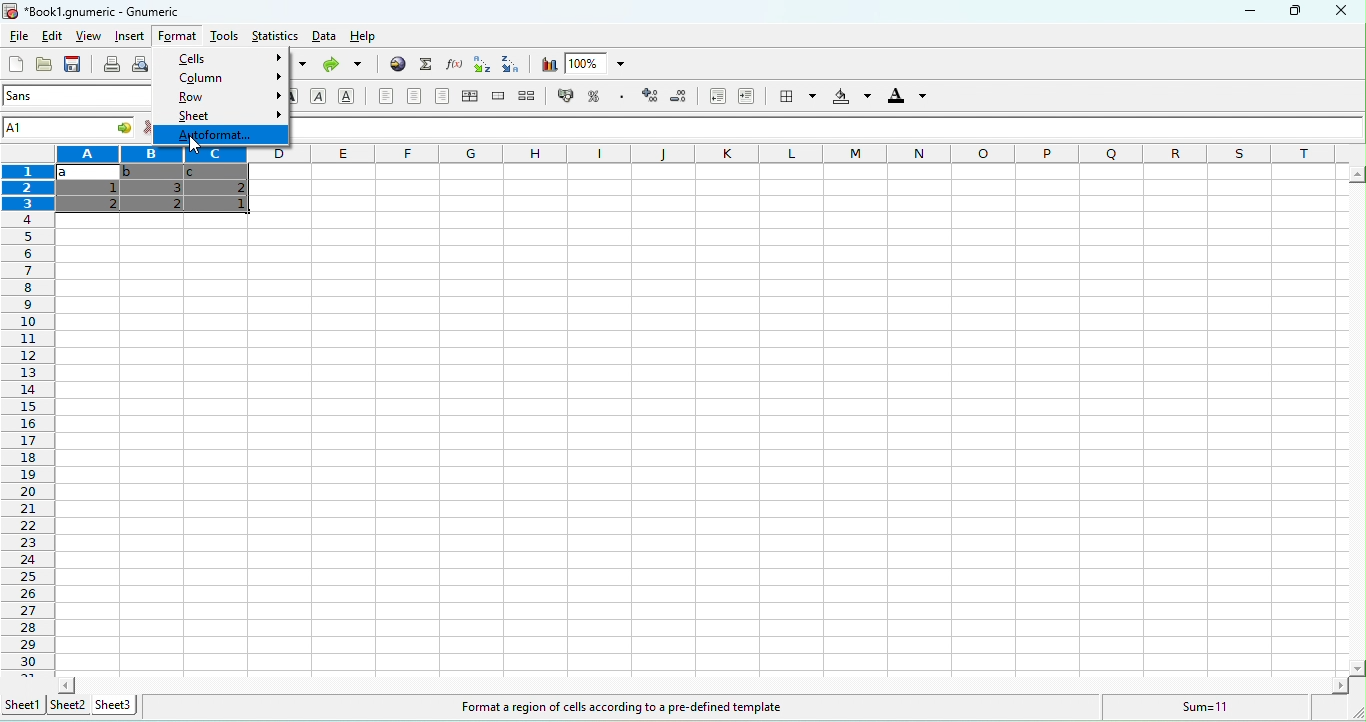 *Book1.gnumeric - Gnumeric
File Edit View Insert Format Tools Statistics Data Help
Cells
Column
Row
Sheet
Autoformat...
100%
Sans
A1
A B C D E F G H I J K L M N O P Q R S T
1 a b c
2 1 3 2
3 2 2 1
4
5
6
7
8
9
10
11
12
13
14
15
16
17
18
19
20
21
22
23
24
25
26
27
28
29
30
Sheet1 Sheet2 Sheet3 Format a region of cells according to a pre-defined template Sum=11